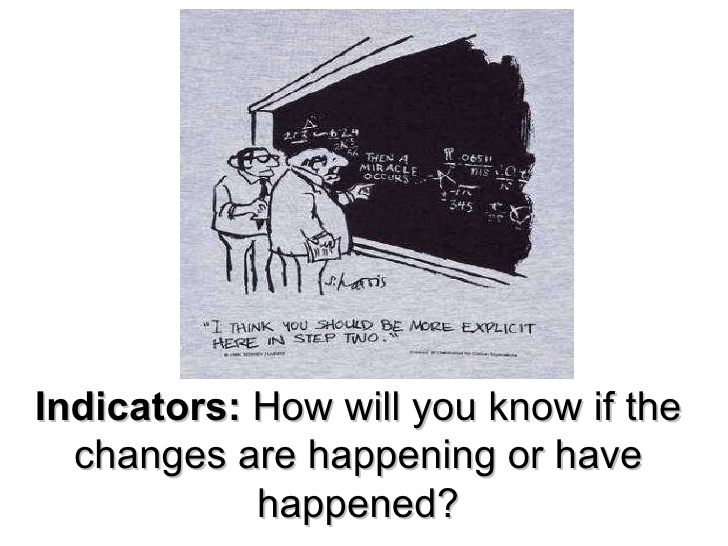 THEN A
MIRACLE
OCCURS
S. Harris
"I THINK YOU SHOULD BE MORE EXPLICIT
HERE IN STEP TWO."
Indicators: How will you know if the
changes are happening or have
happened?